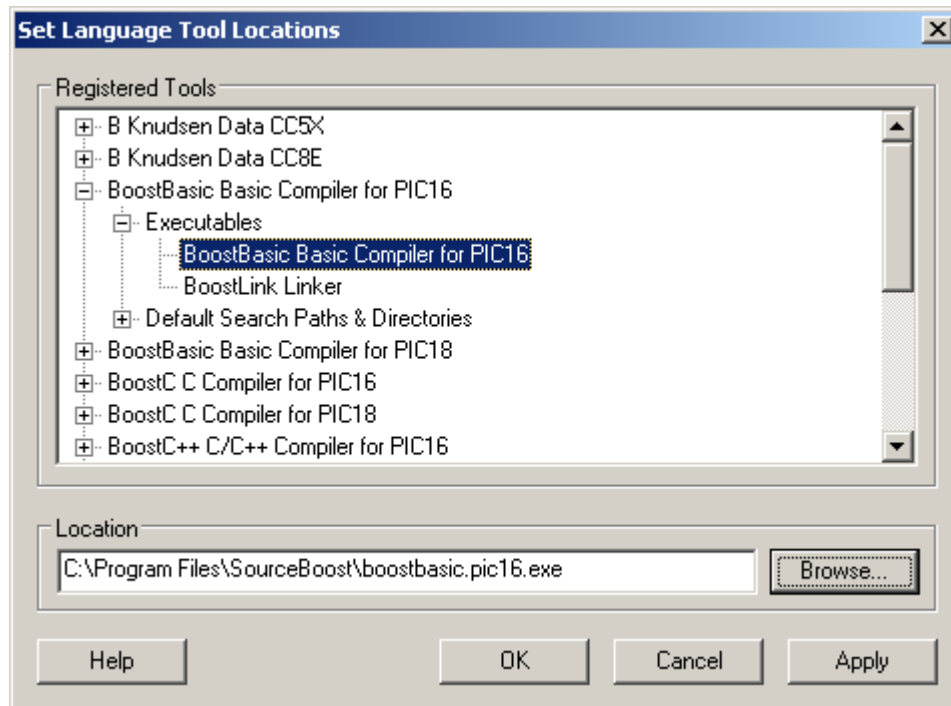 Set Language Tool Locations
Registered Tools
B Knudsen Data CC5X
B Knudsen Data CC8E
BoostBasic Basic Compiler for PIC16
Executables
BoostBasic Basic Compiler for PIC16
BoostLink Linker
Default Search Paths & Directories
BoostBasic Basic Compiler for PIC18
BoostC C Compiler for PIC16
BoostC C Compiler for PIC18
BoostC++ C/C++ Compiler for PIC16
Location
C:\Program Files\SourceBoost\boostbasic.pic16.exe
Browse...
Help
OK
Cancel
Apply